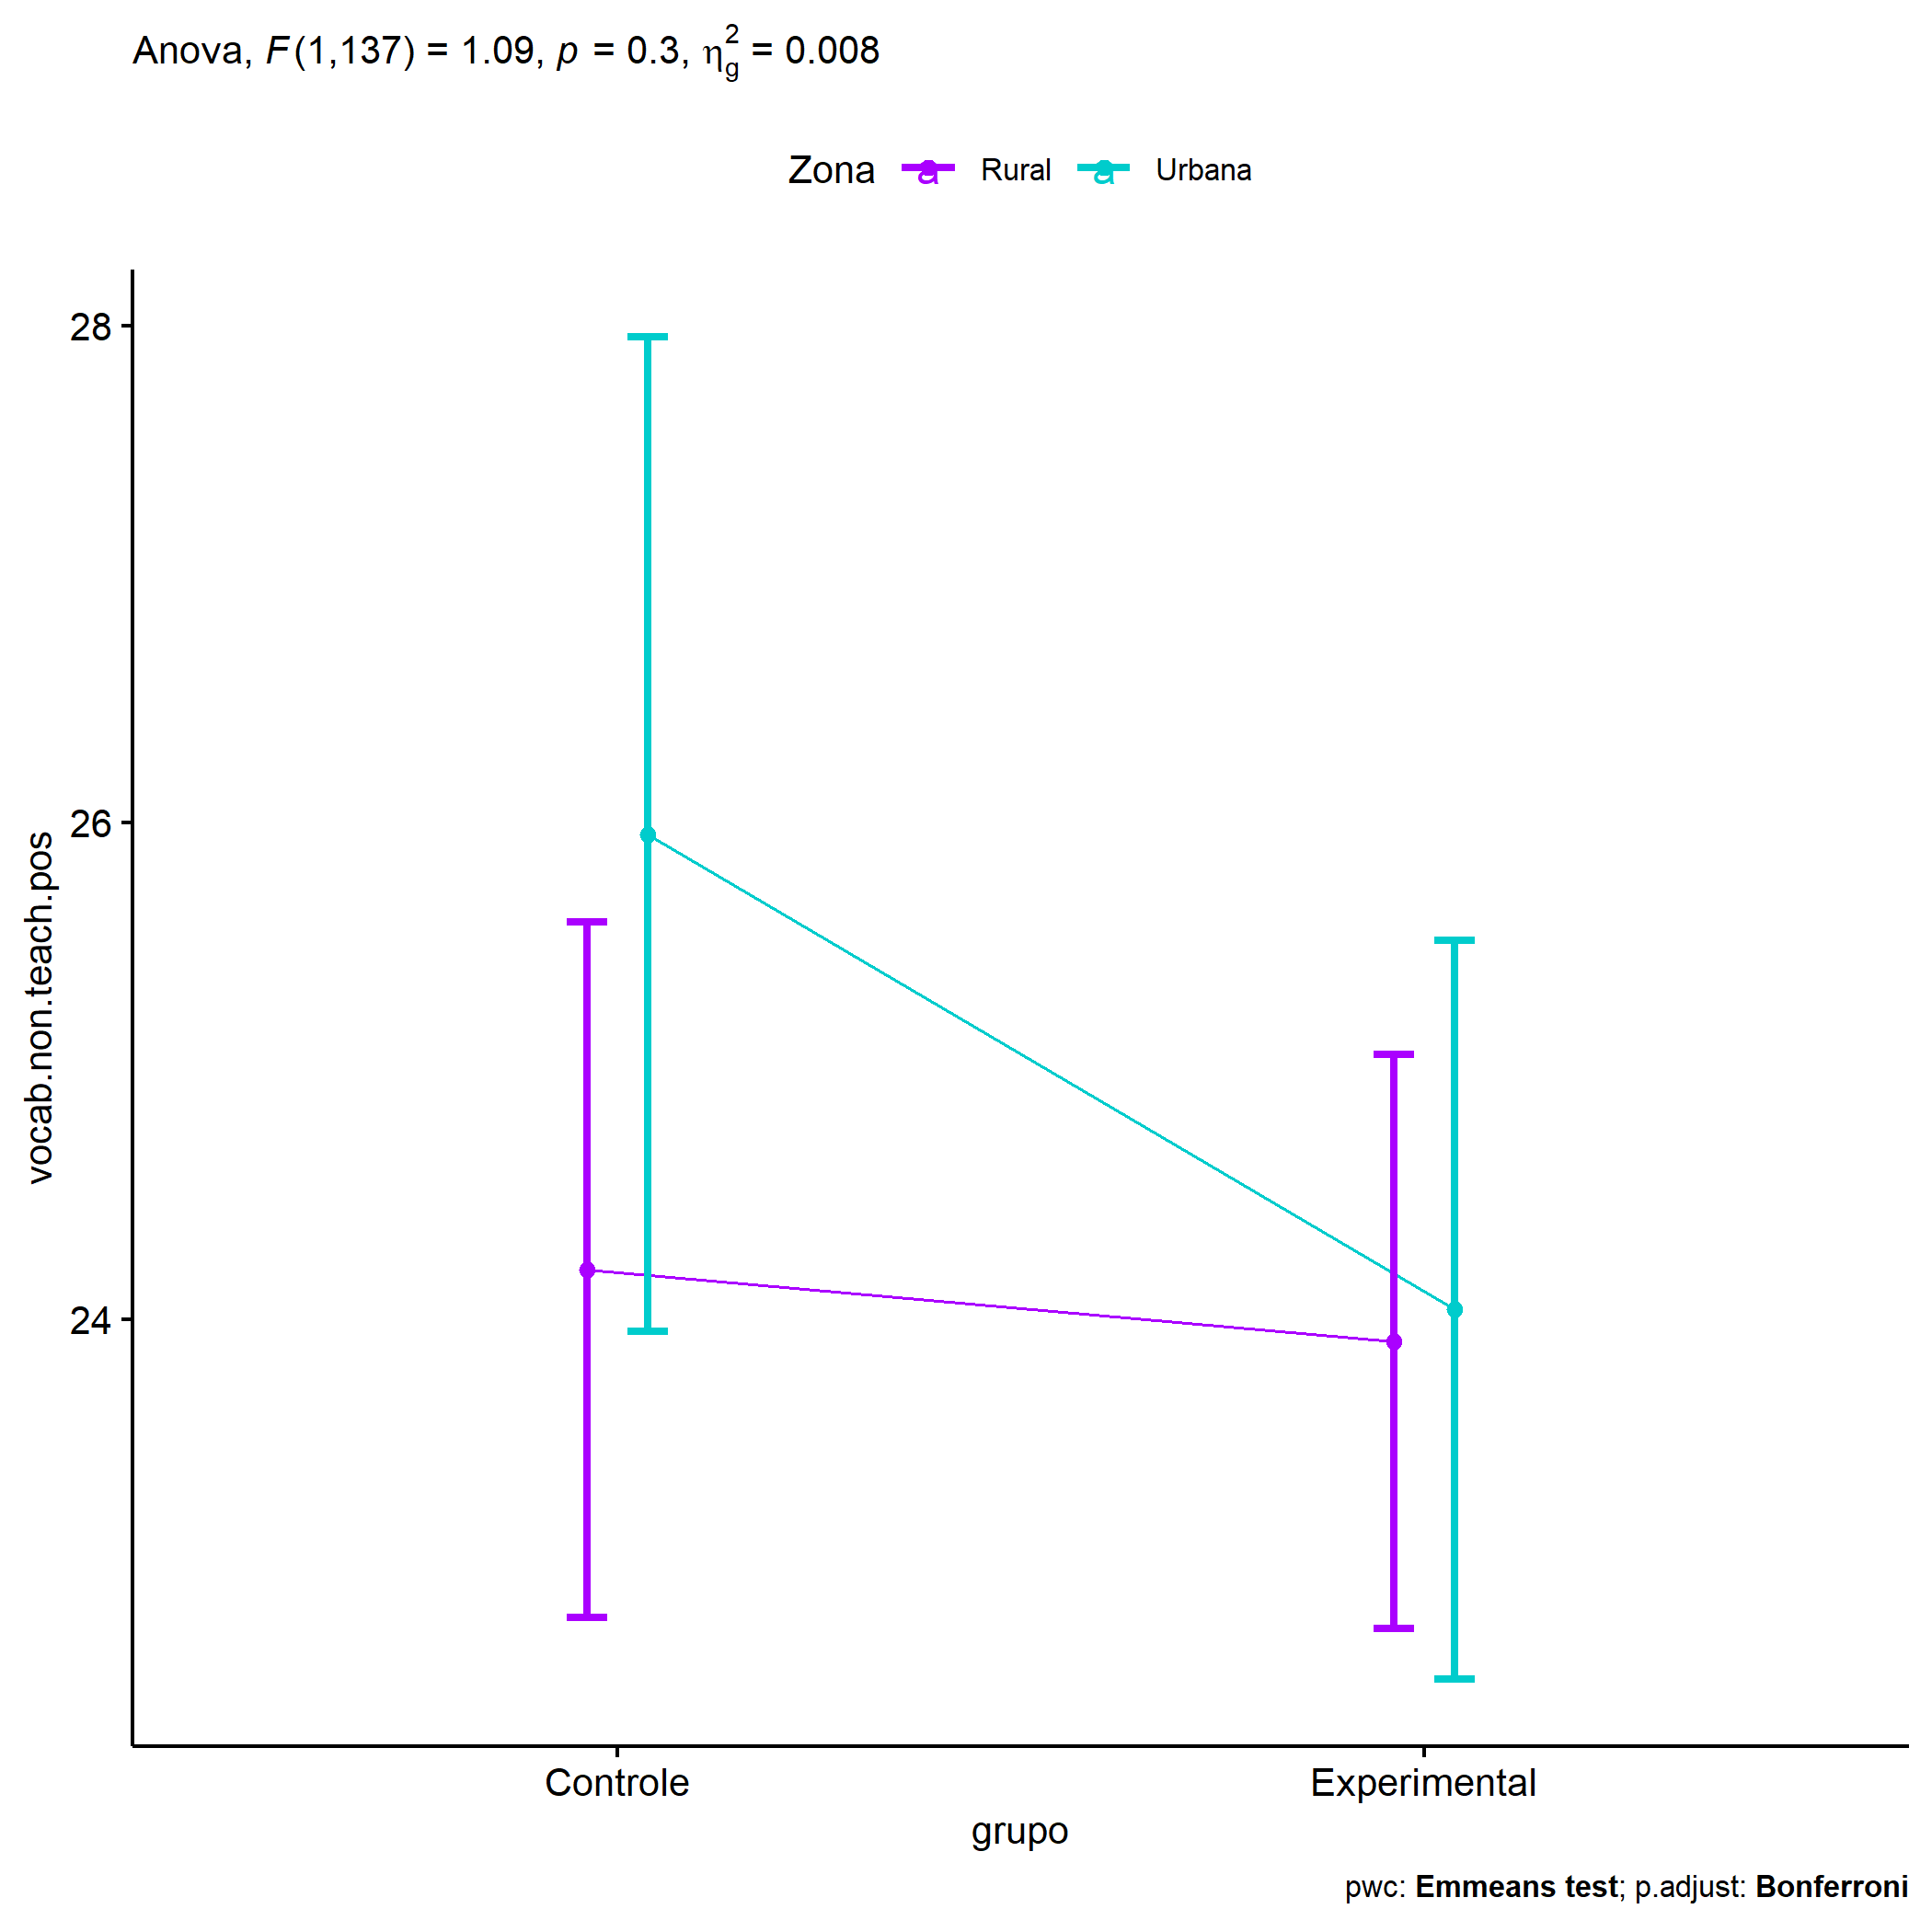 Anova, F(1,137) = 1.09, p = 0.3, η²g = 0.008
Zona a Rural a Urbana
28
26
24
vocab.non.teach.pos
Controle Experimental
grupo
pwc: Emmeans test; p.adjust: Bonferroni